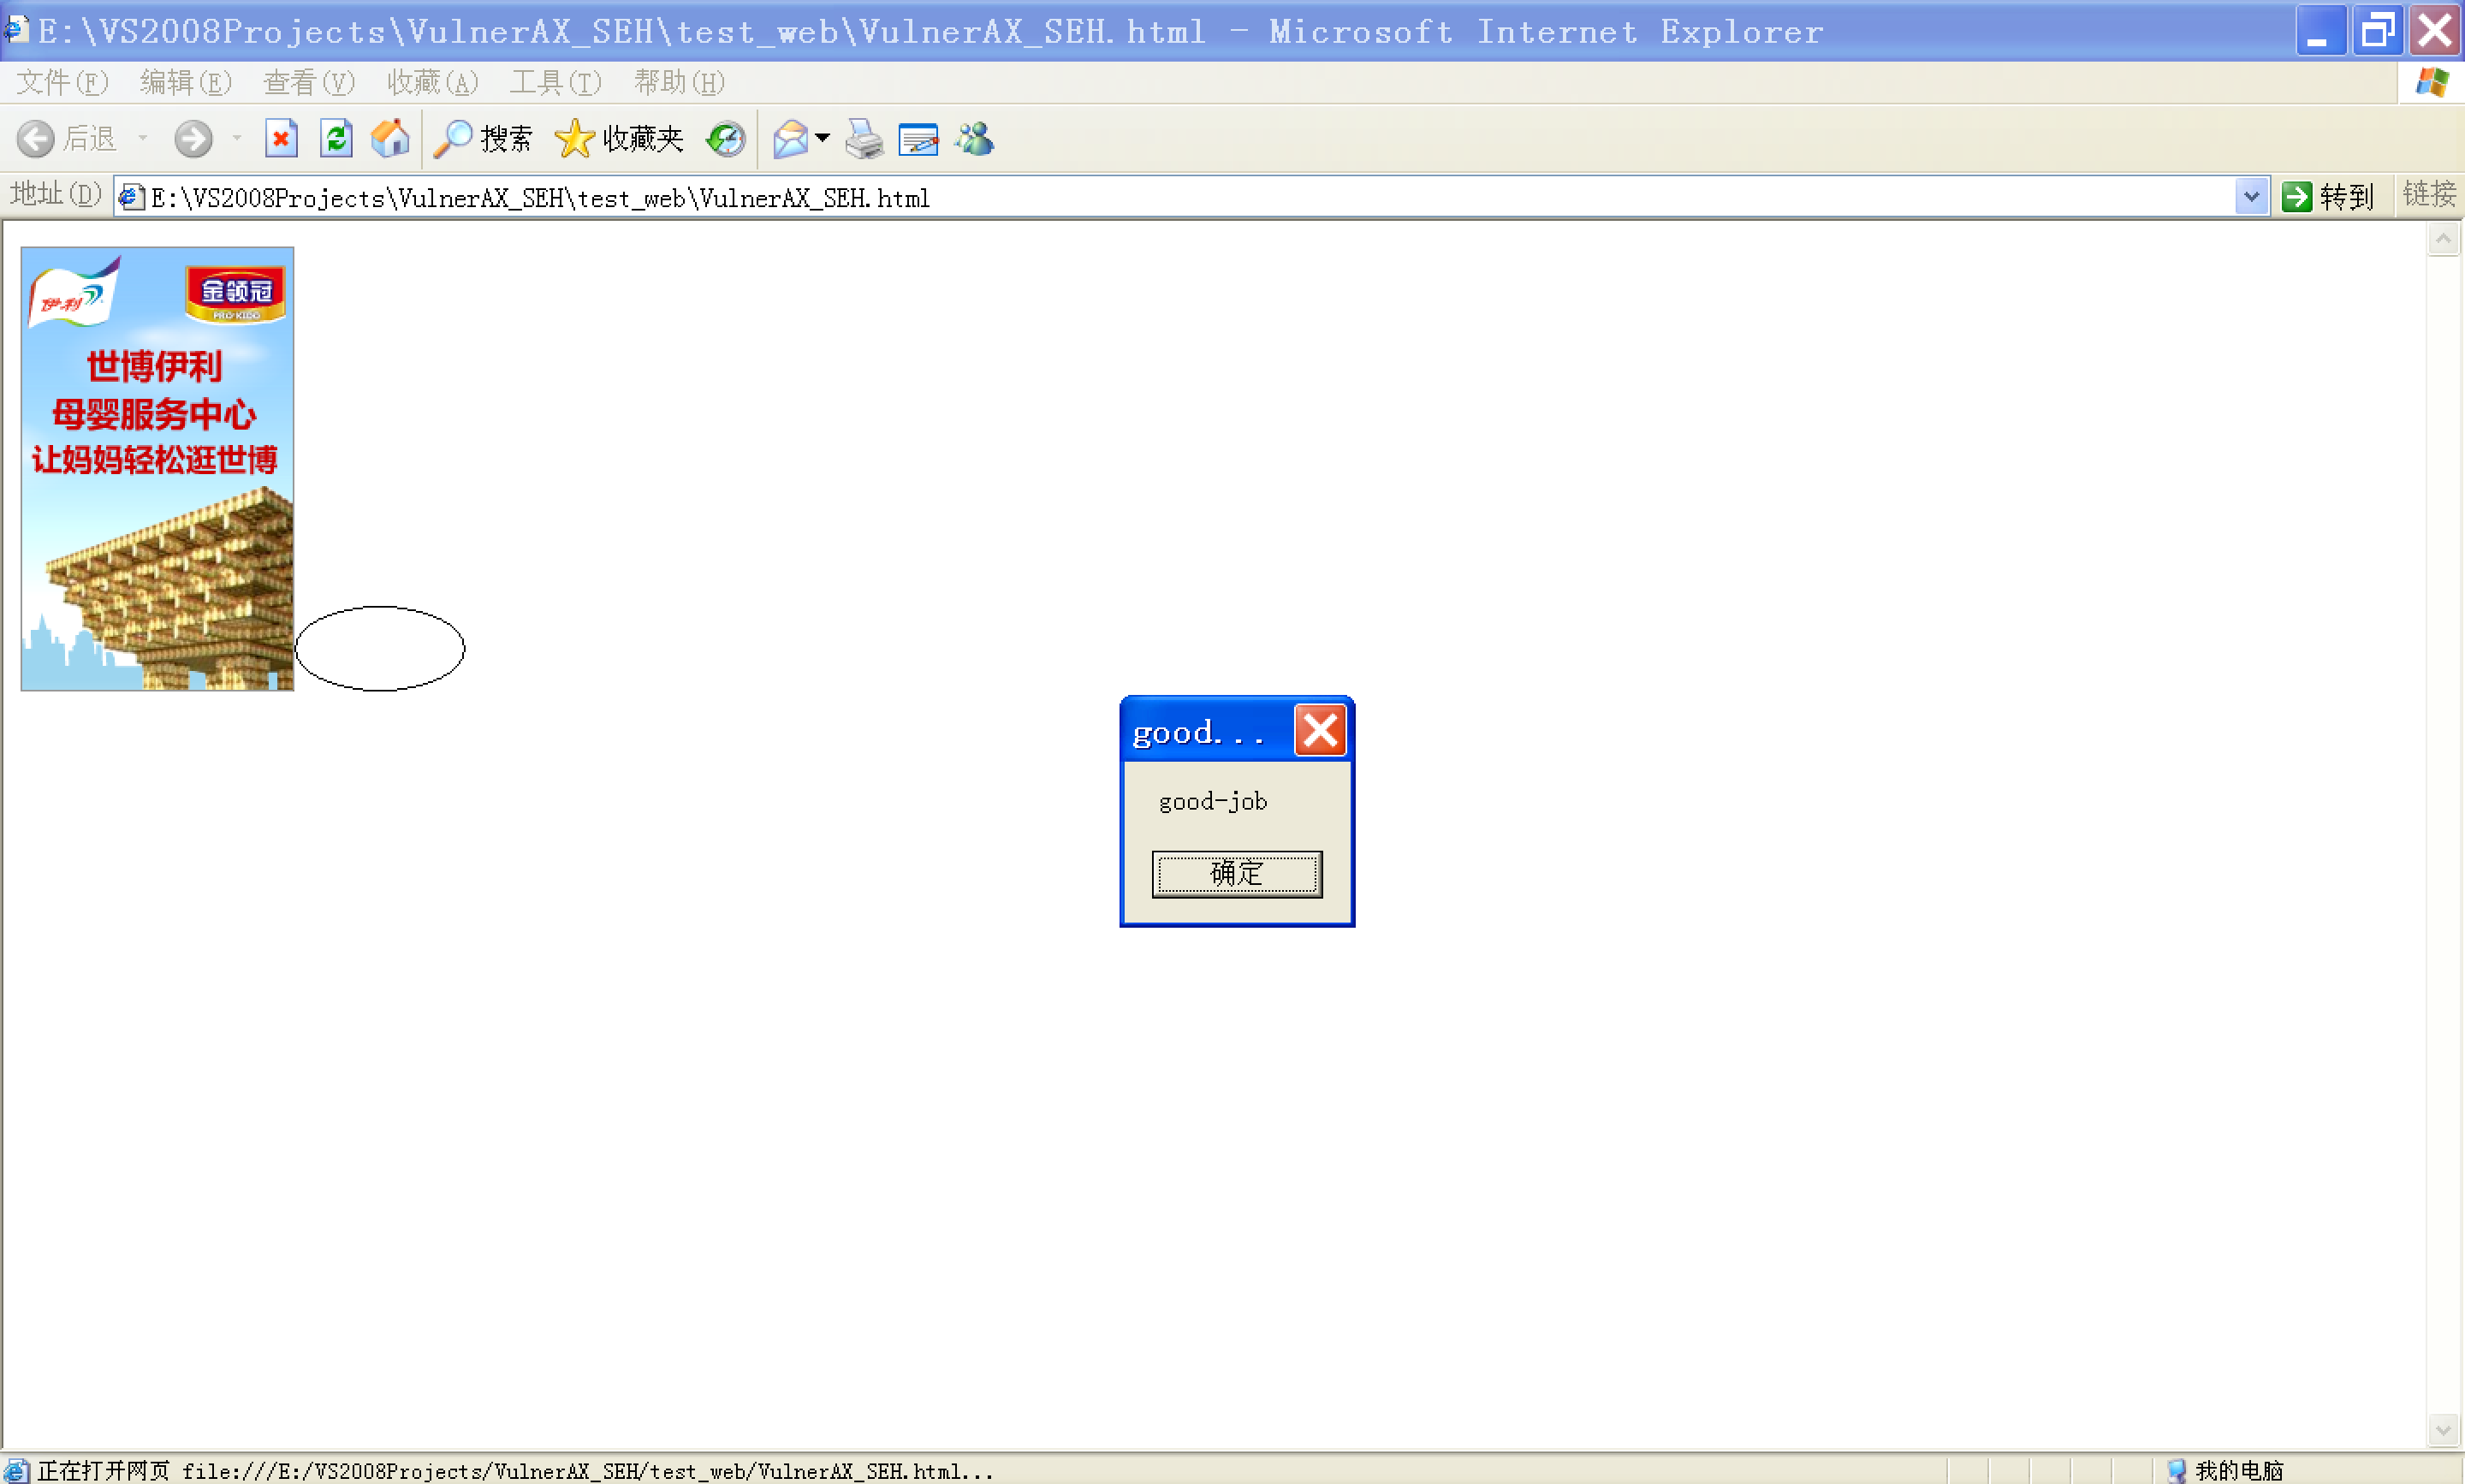 E:\VS2008Projects\VulnerAX_SEH\test_web\VulnerAX_SEH.html - Microsoft Internet Explorer
文件(F) 编辑(E) 查看(V) 收藏(A) 工具(T) 帮助(H)
后退 搜索 收藏夹
地址(D) E:\VS2008Projects\VulnerAX_SEH\test_web\VulnerAX_SEH.html 转到 链接
伊利 金领冠
PRO-KIDO
世博伊利
母婴服务中心
让妈妈轻松逛世博
good...
good-job
确定
正在打开网页 file:///E:/VS2008Projects/VulnerAX_SEH/test_web/VulnerAX_SEH.html... 我的电脑